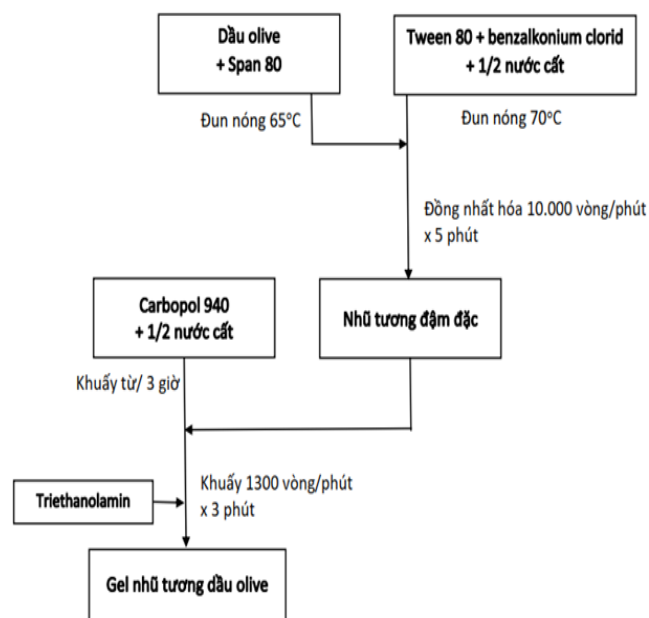 Dầu olive
+ Span 80
Tween 80 + benzalkonium clorid
+ 1/2 nước cất
Đun nóng 65°C
Đun nóng 70°C
Đồng nhất hóa 10.000 vòng/phút
x 5 phút
Carbopol 940
+ 1/2 nước cất
Nhũ tương đậm đặc
Khuấy từ/ 3 giờ
Khuấy 1300 vòng/phút
x 3 phút
Triethanolamin
Gel nhũ tương dầu olive